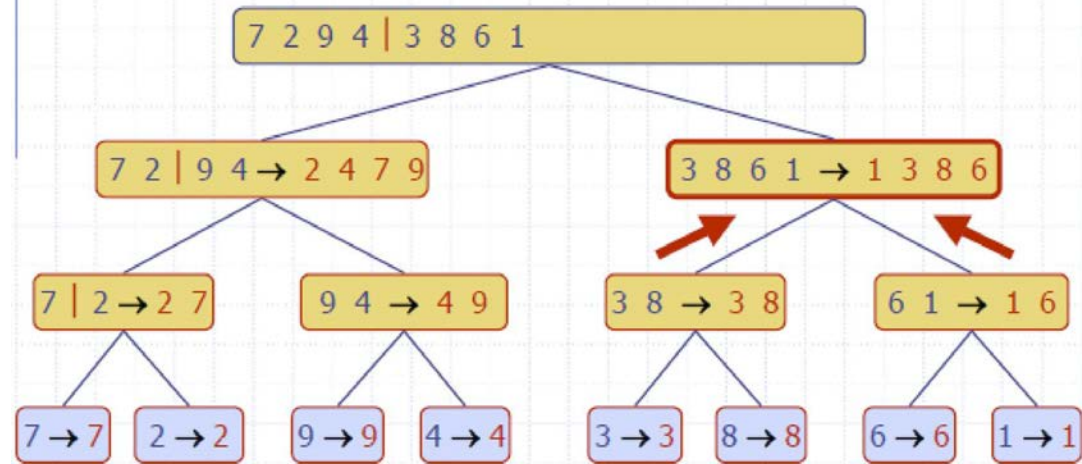 7 2 9 4 | 3 8 6 1
7 2 | 9 4 → 2 4 7 9
3 8 6 1 → 1 3 8 6
7 | 2 → 2 7
9 4 → 4 9
3 8 → 3 8
6 1 → 1 6
7 → 7
2 → 2
9 → 9
4 → 4
3 → 3
8 → 8
6 → 6
1 → 1